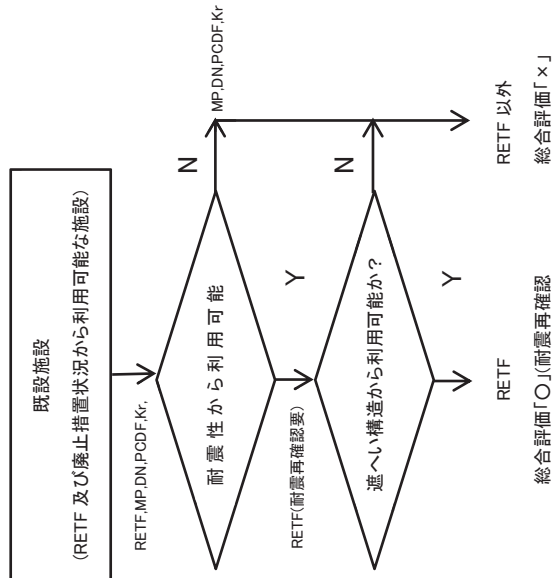 既設施設
(RETF 及び廃止措置状況から利用可能な施設)
RETF,MP,DN,PCDF,Kr,
耐震性から利用可能
N
MP,DN,PCDF,Kr
Y
RETF(耐震再確認要)
遮へい構造から利用可能か?
N
Y
RETF
総合評価「〇」(耐震再確認
RETF 以外
総合評価「×」